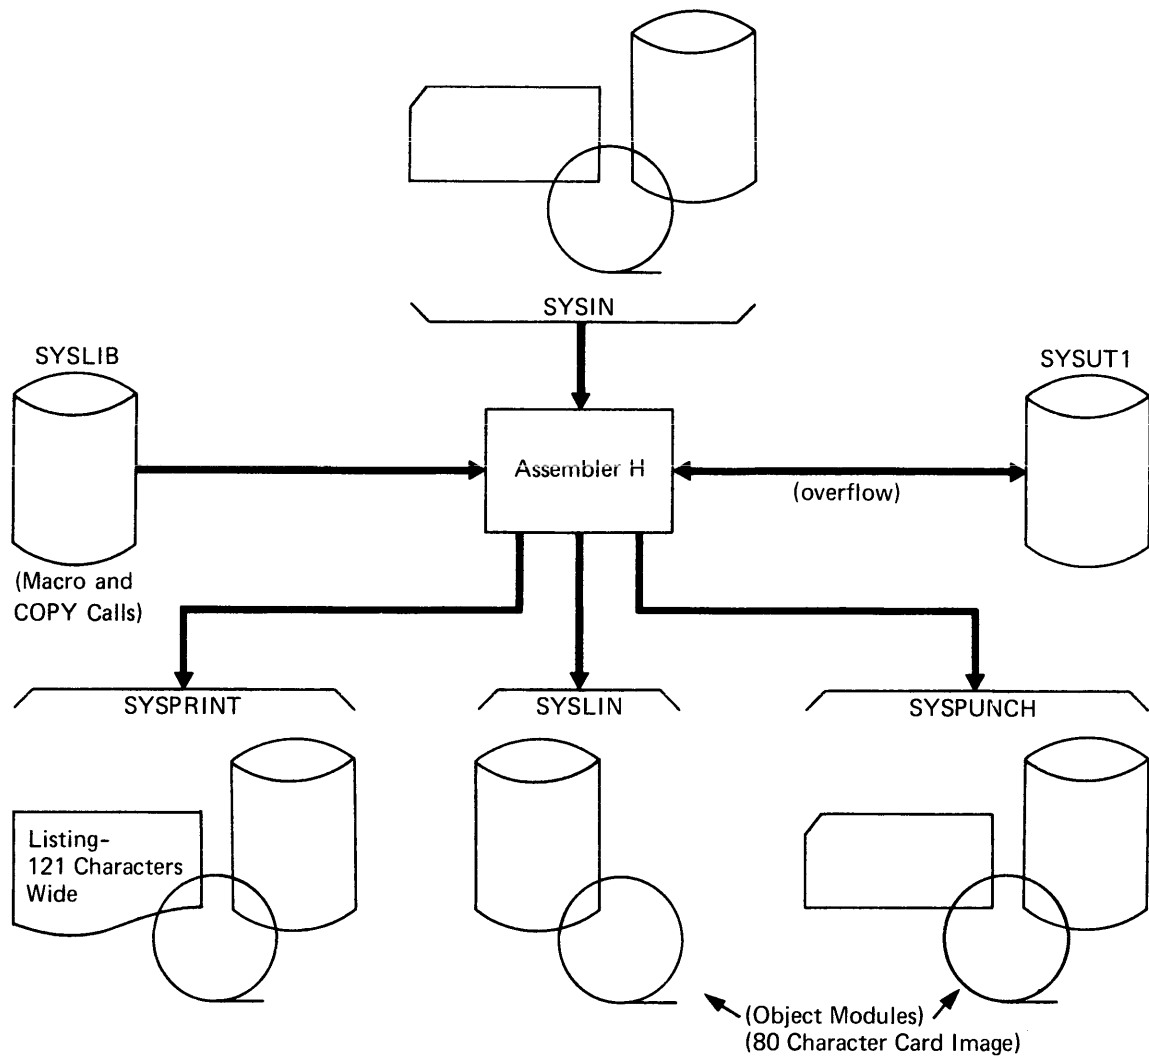 SYSIN
SYSLIB
SYSUT1
Assembler H
(overflow)
(Macro and
COPY Calls)
SYSPRINT
SYSLIN
SYSPUNCH
Listing-
121 Characters
Wide
(Object Modules)
(80 Character Card Image)